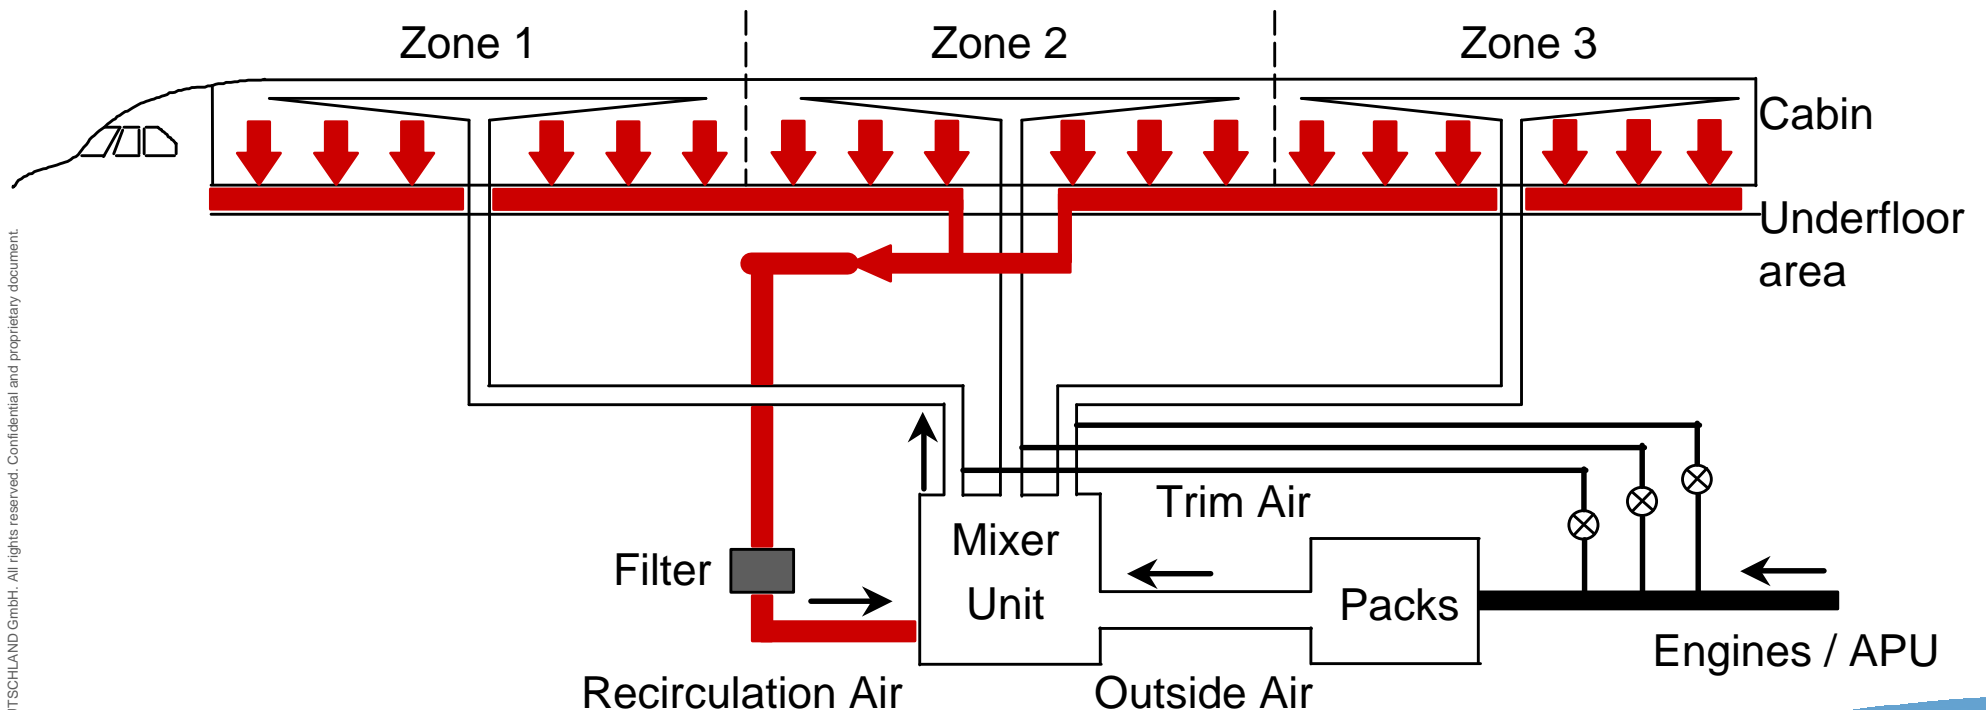 Zone 1
Zone 2
Zone 3
Cabin
Underfloor
area
Trim Air
Mixer
Unit
Filter
Packs
Engines / APU
Recirculation Air
Outside Air
GmbH. All rights reserved. Confidential and proprietary document.